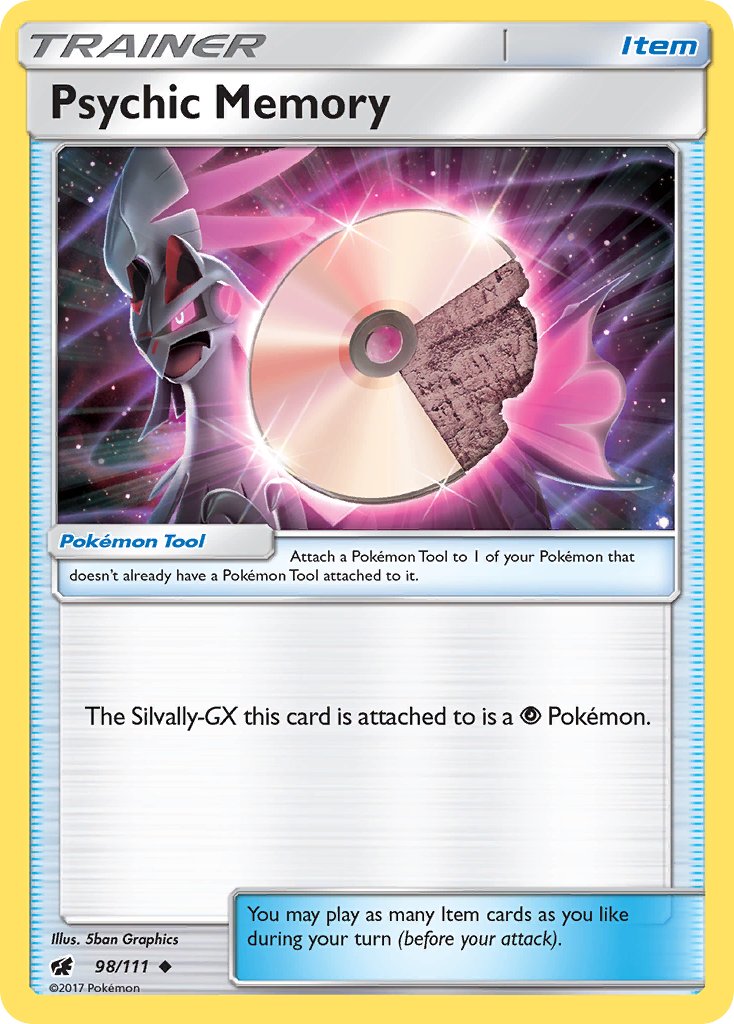 TRAINER
Item
Psychic Memory
Pokémon Tool
Attach a Pokémon Tool to 1 of your Pokémon that
doesn't already have a Pokémon Tool attached to it.
The Silvally-GX this card is attached to is a Pokémon.
You may play as many Item cards as you like
during your turn (before your attack).
Illus. 5ban Graphics
98/111
©2017 Pokémon